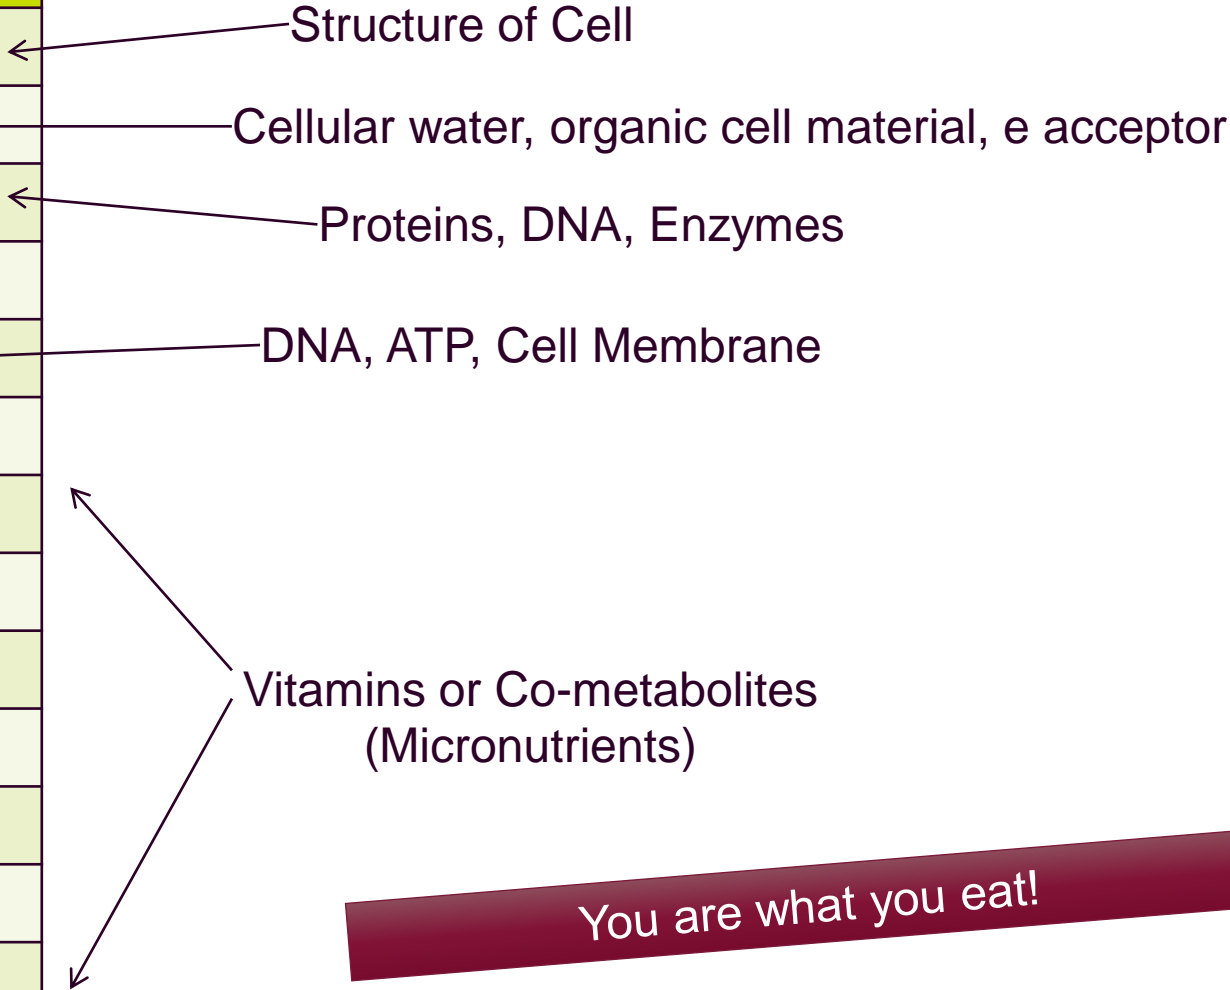 Structure of Cell
Cellular water, organic cell material, e acceptor
Proteins, DNA, Enzymes
DNA, ATP, Cell Membrane
Vitamins or Co-metabolites
(Micronutrients)
You are what you eat!